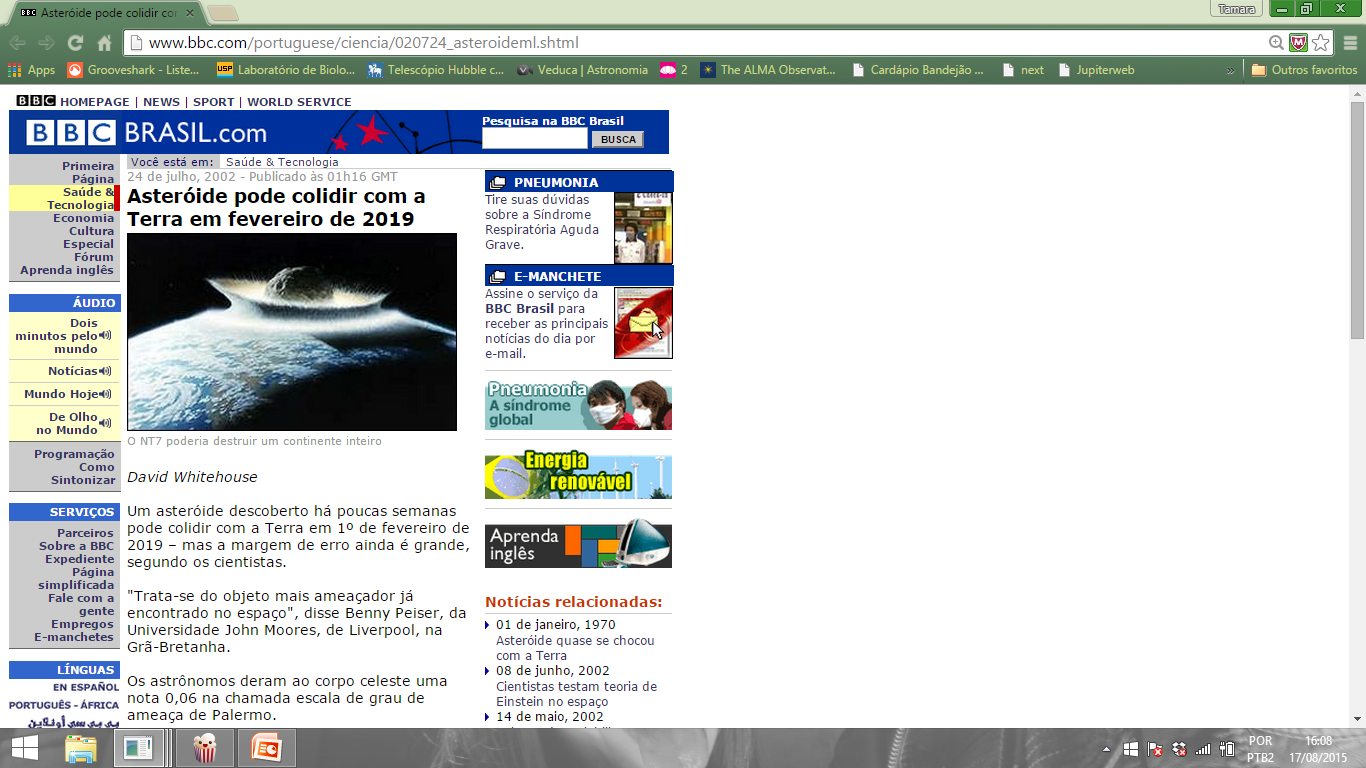 Asteróide pode colidir cor
Tamara
www.bbc.com/portuguese/ciencia/020724_asteroideml.shtml
Apps
Grooveshark - Liste...
USP
Laboratório de Biolo...
Telescópio Hubble c...
Veduca | Astronomia
2
The ALMA Observat...
Cardápio Bandejão ...
next
Jupiterweb
»
Outros favoritos
BBC HOMEPAGE | NEWS | SPORT | WORLD SERVICE
BBC BRASIL.com
Pesquisa na BBC Brasil
BUSCA
Primeira
Página
Saúde &
Tecnologia
Economia
Cultura
Especial
Fórum
Aprenda inglês
ÁUDIO
Dois
minutos pelo
mundo
Notícias
Mundo Hoje
De Olho
no Mundo
Programação
Como
Sintonizar
SERVIÇOS
Parceiros
Sobre a BBC
Expediente
Página
simplificada
Fale com a
gente
Empregos
E-manchetes
LÍNGUAS
EN ESPAÑOL
PORTUGUÊS - ÁFRICA
بی بی سی آونلاین
Você está em: Saúde & Tecnologia
24 de julho, 2002 - Publicado às 01h16 GMT
Asteróide pode colidir com a
Terra em fevereiro de 2019
O NT7 poderia destruir um continente inteiro
David Whitehouse
Um asteróide descoberto há poucas semanas
pode colidir com a Terra em 1º de fevereiro de
2019 – mas a margem de erro ainda é grande,
segundo os cientistas.
"Trata-se do objeto mais ameaçador já
encontrado no espaço", disse Benny Peiser, da
Universidade John Moores, de Liverpool, na
Grã-Bretanha.
Os astrônomos deram ao corpo celeste uma
nota 0,06 na chamada escala de grau de
ameaça de Palermo.
PNEUMONIA
Tire suas dúvidas
sobre a Síndrome
Respiratória Aguda
Grave.
E-MANCHETE
Assine o serviço da
BBC Brasil para
receber as principais
notícias do dia por
e-mail.
Pneumonia
A síndrome
global
Energia
renovável
Aprenda
inglês
Notícias relacionadas:
01 de janeiro, 1970
Asteróide quase se chocou
com a Terra
08 de junho, 2002
Cientistas testam teoria de
Einstein no espaço
14 de maio, 2002
POR
PTB2
16:08
17/08/2015